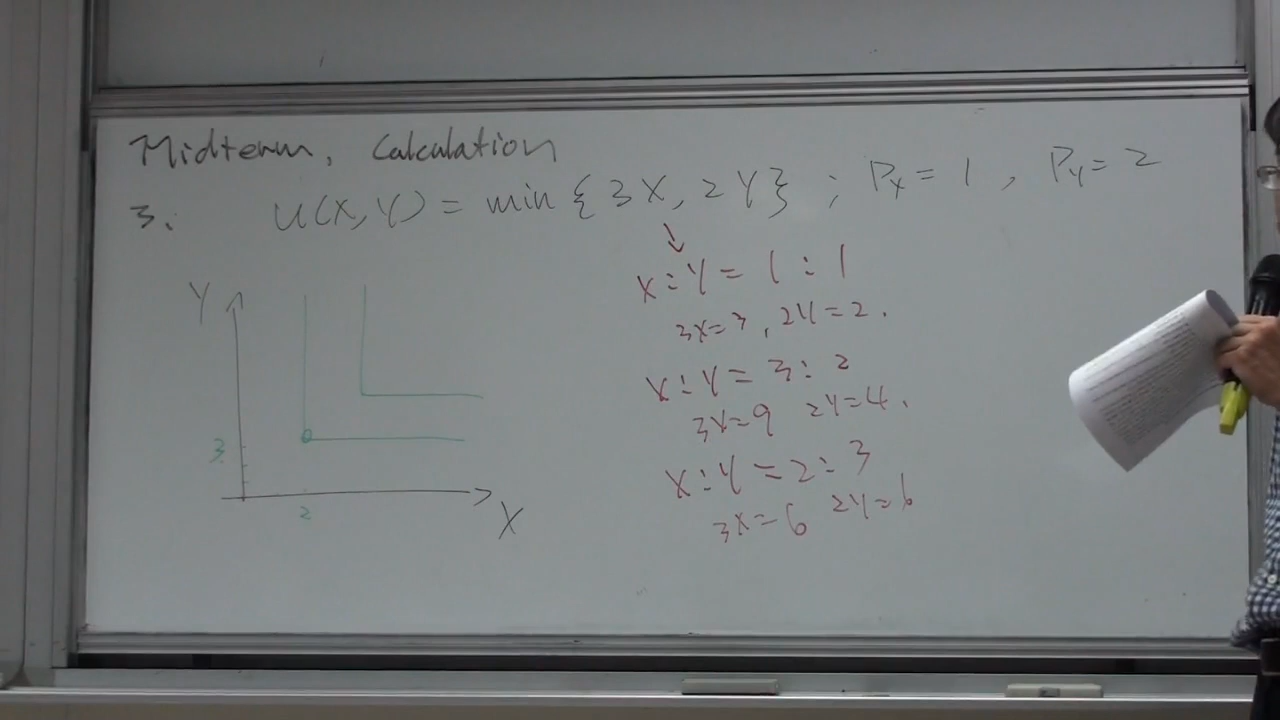 Midterm, Calculation
3. U(X,Y) = min {3X, 2Y} ; Px = 1 , PY = 2
↓
X:Y = 1:1
3X=3, 2Y=2.
X:Y = 3:2
3X=9 2Y=4.
X:Y = 2:3
3X=6 2Y=6
Y
3
2
X